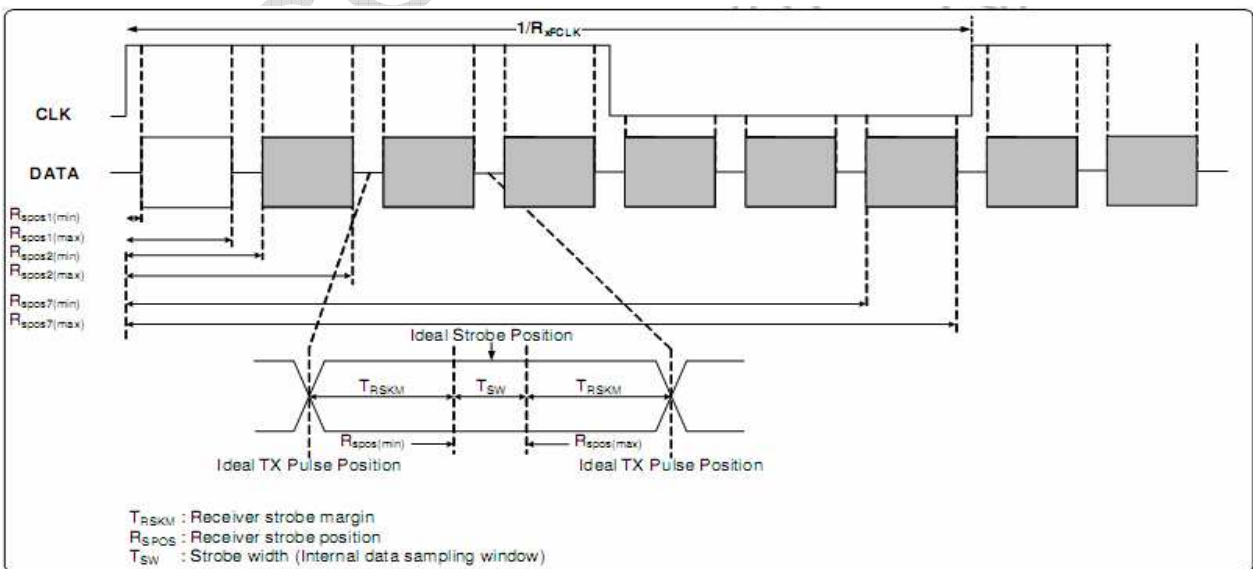 1/RxFCLK
CLK
DATA
Rspos1(min)
Rspos1(max)
Rspos2(min)
Rspos2(max)
Rspos7(min)
Rspos7(max)
Ideal Strobe Position
TRSKM TSW TRSKM
Rspos(min) Rspos(max)
Ideal TX Pulse Position Ideal TX Pulse Position
TRSKM : Receiver strobe margin
RSPOS : Receiver strobe position
TSW : Strobe width (Internal data sampling window)